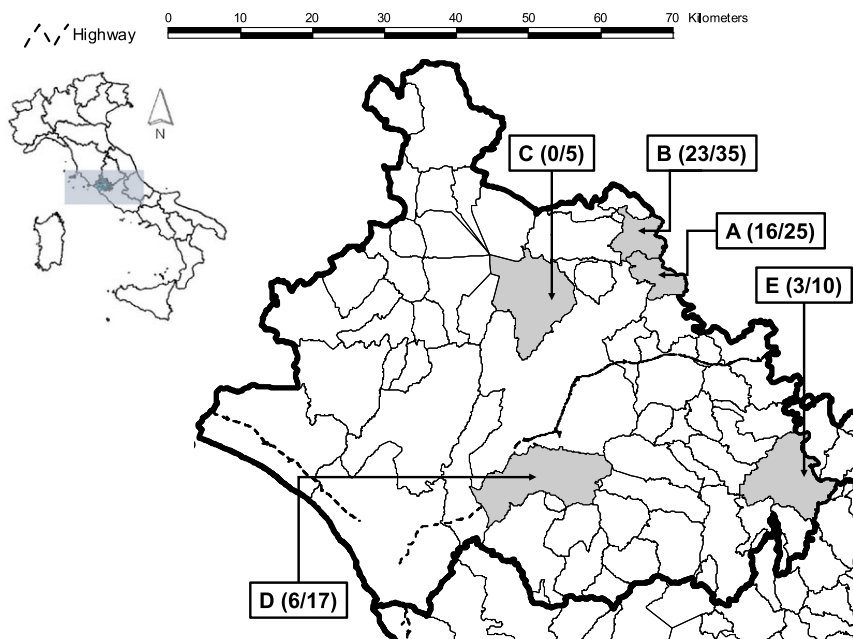 0 10 20 30 40 50 60 70 Kilometers
Highway
N
C (0/5)
B (23/35)
A (16/25)
E (3/10)
D (6/17)